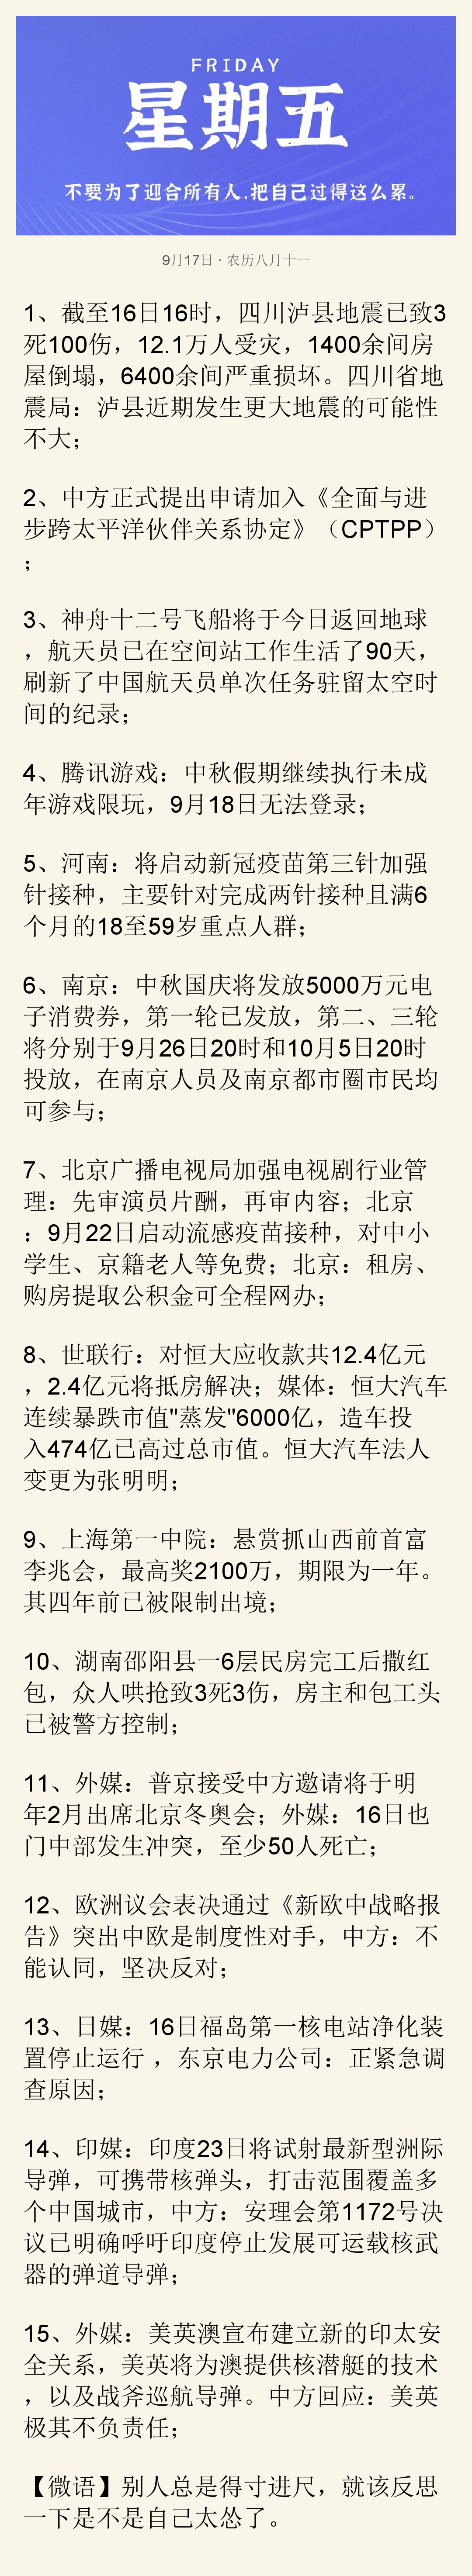 FRIDAY
星期五
不要为了迎合所有人,把自己过得这么累。
9月17日 · 农历八月十一
1、截至16日16时，四川泸县地震已致3
死100伤，12.1万人受灾，1400余间房
屋倒塌，6400余间严重损坏。四川省地
震局：泸县近期发生更大地震的可能性
不大；
2、中方正式提出申请加入《全面与进
步跨太平洋伙伴关系协定》（CPTPP）
；
3、神舟十二号飞船将于今日返回地球
，航天员已在空间站工作生活了90天，
刷新了中国航天员单次任务驻留太空时
间的纪录；
4、腾讯游戏：中秋假期继续执行未成
年游戏限玩，9月18日无法登录；
5、河南：将启动新冠疫苗第三针加强
针接种，主要针对完成两针接种且满6
个月的18至59岁重点人群；
6、南京：中秋国庆将发放5000万元电
子消费券，第一轮已发放，第二、三轮
将分别于9月26日20时和10月5日20时
投放，在南京人员及南京都市圈市民均
可参与；
7、北京广播电视局加强电视剧行业管
理：先审演员片酬，再审内容；北京
：9月22日启动流感疫苗接种，对中小
学生、京籍老人等免费；北京：租房、
购房提取公积金可全程网办；
8、世联行：对恒大应收款共12.4亿元
，2.4亿元将抵房解决；媒体：恒大汽车
连续暴跌市值"蒸发"6000亿，造车投
入474亿已高过总市值。恒大汽车法人
变更为张明明；
9、上海第一中院：悬赏抓山西前首富
李兆会，最高奖2100万，期限为一年。
其四年前已被限制出境；
10、湖南邵阳县一6层民房完工后撒红
包，众人哄抢致3死3伤，房主和包工头
已被警方控制；
11、外媒：普京接受中方邀请将于明
年2月出席北京冬奥会；外媒：16日也
门中部发生冲突，至少50人死亡；
12、欧洲议会表决通过《新欧中战略报
告》突出中欧是制度性对手，中方：不
能认同，坚决反对；
13、日媒：16日福岛第一核电站净化装
置停止运行 ，东京电力公司：正紧急调
查原因；
14、印媒：印度23日将试射最新型洲际
导弹，可携带核弹头，打击范围覆盖多
个中国城市，中方：安理会第1172号决
议已明确呼吁印度停止发展可运载核武
器的弹道导弹；
15、外媒：美英澳宣布建立新的印太安
全关系，美英将为澳提供核潜艇的技术
，以及战斧巡航导弹。中方回应：美英
极其不负责任；
【微语】别人总是得寸进尺，就该反思
一下是不是自己太怂了。